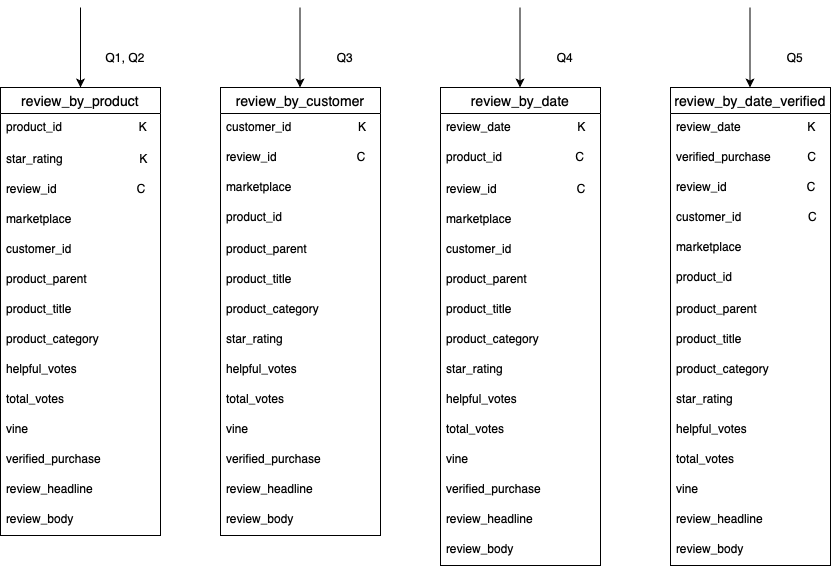 Q1, Q2
review_by_product
product_id K
star_rating K
review_id C
marketplace
customer_id
product_parent
product_title
product_category
helpful_votes
total_votes
vine
verified_purchase
review_headline
review_body
Q3
review_by_customer
customer_id K
review_id C
marketplace
product_id
product_parent
product_title
product_category
star_rating
helpful_votes
total_votes
vine
verified_purchase
review_headline
review_body
Q4
review_by_date
review_date K
product_id C
review_id C
marketplace
customer_id
product_parent
product_title
product_category
star_rating
helpful_votes
total_votes
vine
verified_purchase
review_headline
review_body
Q5
review_by_date_verified
review_date K
verified_purchase C
review_id C
customer_id C
marketplace
product_id
product_parent
product_title
product_category
star_rating
helpful_votes
total_votes
vine
review_headline
review_body